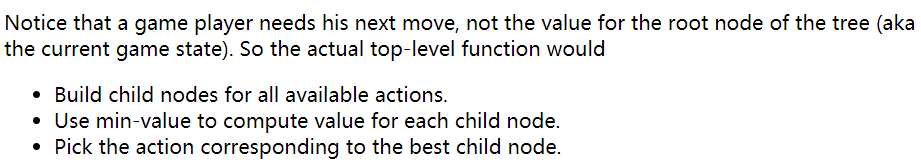 Notice that a game player needs his next move, not the value for the root node of the tree (aka
the current game state). So the actual top-level function would
• Build child nodes for all available actions.
• Use min-value to compute value for each child node.
• Pick the action corresponding to the best child node.